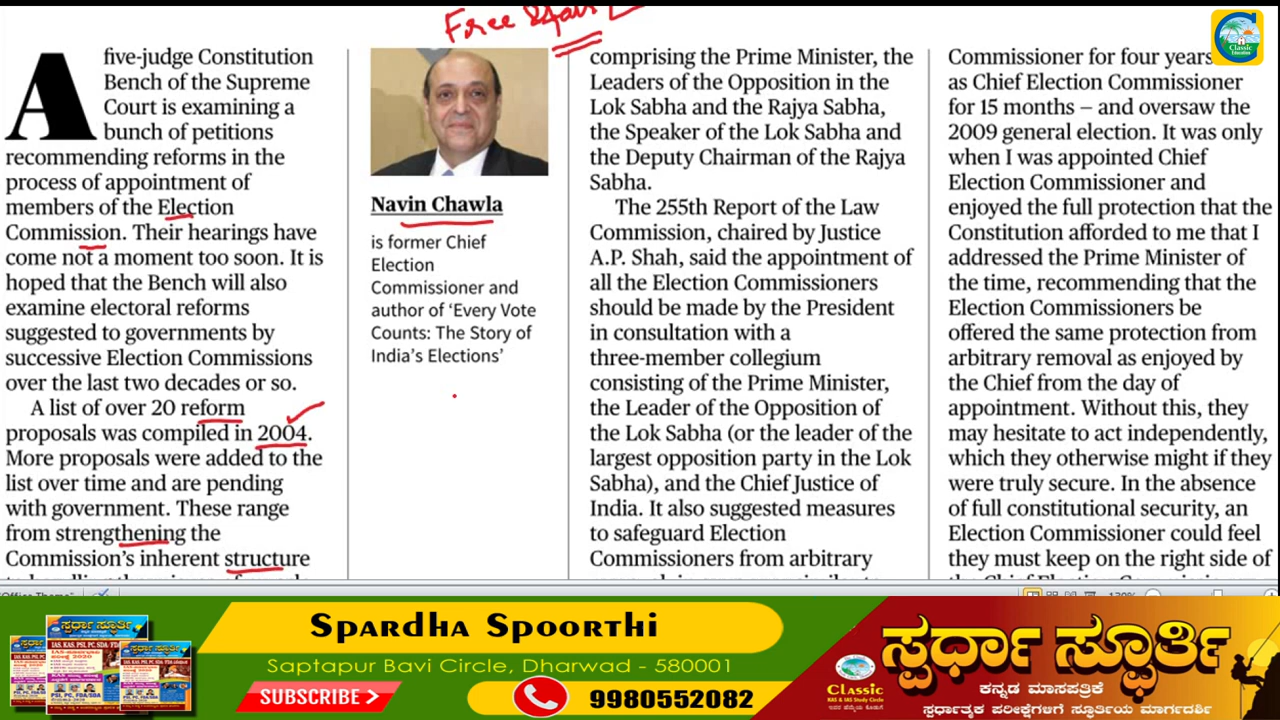 Free
A five-judge Constitution
Bench of the Supreme
Court is examining a
bunch of petitions
recommending reforms in the
process of appointment of
members of the Election
Commission. Their hearings have
come not a moment too soon. It is
hoped that the Bench will also
examine electoral reforms
suggested to governments by
successive Election Commissions
over the last two decades or so.
A list of over 20 reform
proposals was compiled in 2004.
More proposals were added to the
list over time and are pending
with government. These range
from strengthening the
Commission's inherent structure
Navin Chawla
is former Chief
Election
Commissioner and
author of 'Every Vote
Counts: The Story of
India's Elections'
comprising the Prime Minister, the
Leaders of the Opposition in the
Lok Sabha and the Rajya Sabha,
the Speaker of the Lok Sabha and
the Deputy Chairman of the Rajya
Sabha.
The 255th Report of the Law
Commission, chaired by Justice
A.P. Shah, said the appointment of
all the Election Commissioners
should be made by the President
in consultation with a
three-member collegium
consisting of the Prime Minister,
the Leader of the Opposition of
the Lok Sabha (or the leader of the
largest opposition party in the Lok
Sabha), and the Chief Justice of
India. It also suggested measures
to safeguard Election
Commissioners from arbitrary
Commissioner for four years
as Chief Election Commissioner
for 15 months – and oversaw the
2009 general election. It was only
when I was appointed Chief
Election Commissioner and
enjoyed the full protection that the
Constitution afforded to me that I
addressed the Prime Minister of
the time, recommending that the
Election Commissioners be
offered the same protection from
arbitrary removal as enjoyed by
the Chief from the day of
appointment. Without this, they
may hesitate to act independently,
which they otherwise might if they
were truly secure. In the absence
of full constitutional security, an
Election Commissioner could feel
they must keep on the right side of
Classic
Education
Office Theme"
130%
Spardha Spoorthi
Saptapur Bavi Circle Dharwad - 580001
SUBSCRIBE >
9980552082
ಸ್ಪರ್ಧಾ ಸ್ಫೂರ್ತಿ
Classic
KAS & IAS Study Circle
ಸ್ಪರ್ಧಾ ಸ್ಫೂರ್ತಿ
ಕನ್ನಡ ಮಾಸಪತ್ರಿಕೆ
ಸ್ಪರ್ಧಾತ್ಮಕ ಪರೀಕ್ಷೆಗಳಿಗೆ ಸ್ಫೂರ್ತಿಯ ಮಾರ್ಗದರ್ಶಿ